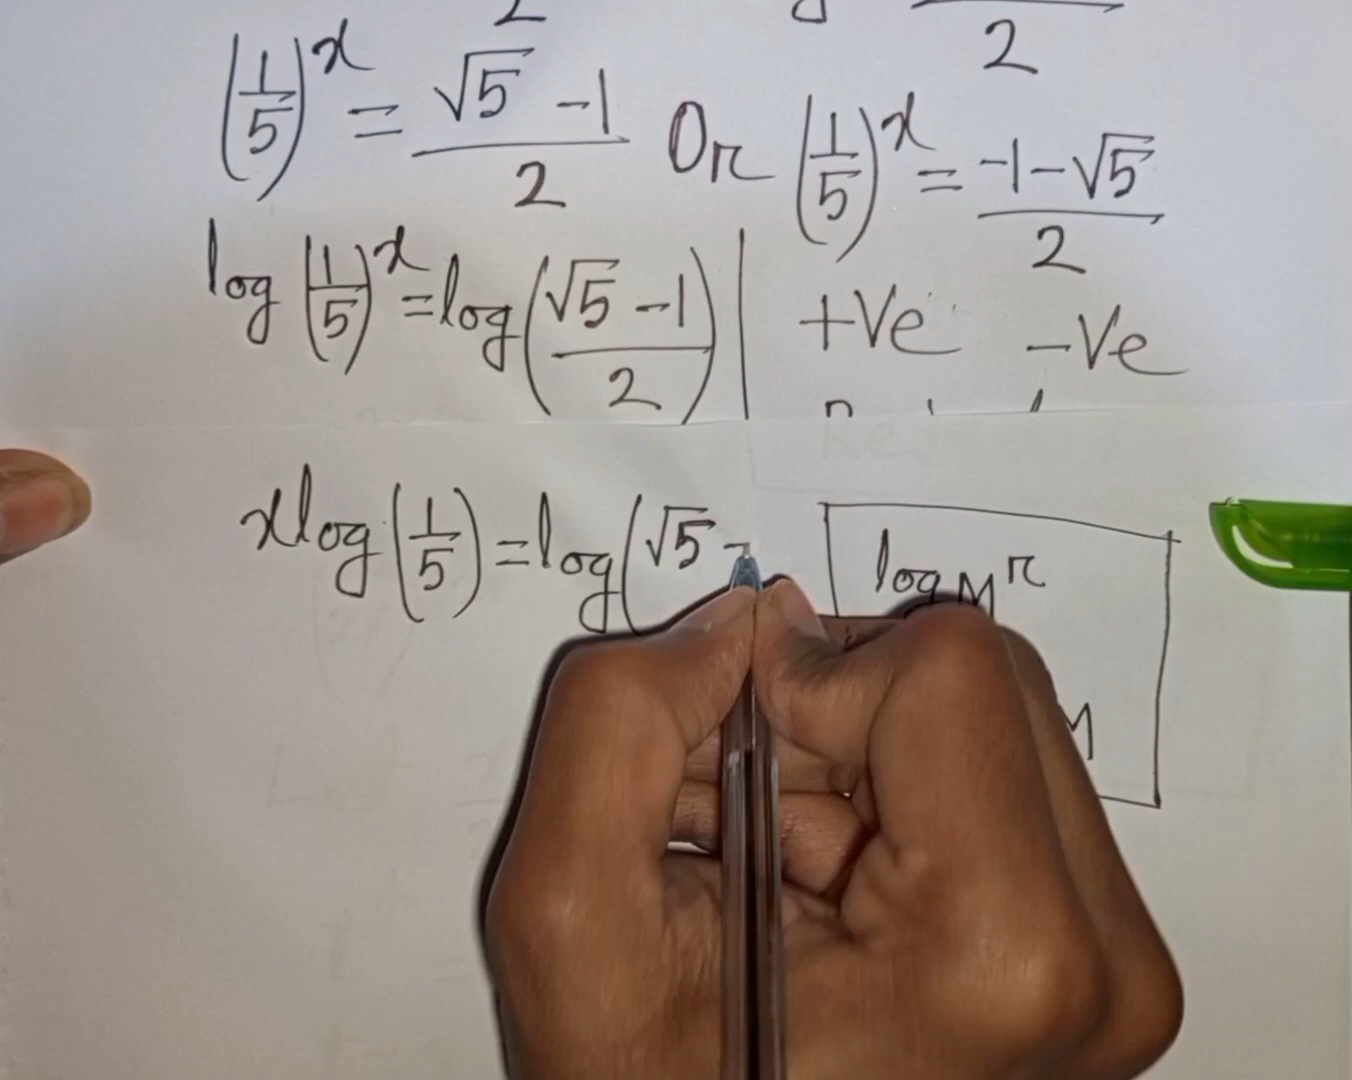 2 2
(1/5)^x = (√5 - 1)/2 Or (1/5)^x = (-1-√5)/2
log (1/5)^x = log((√5 - 1)/2) | +Ve -Ve
xlog(1/5) = log(√5 -
log M^r
M